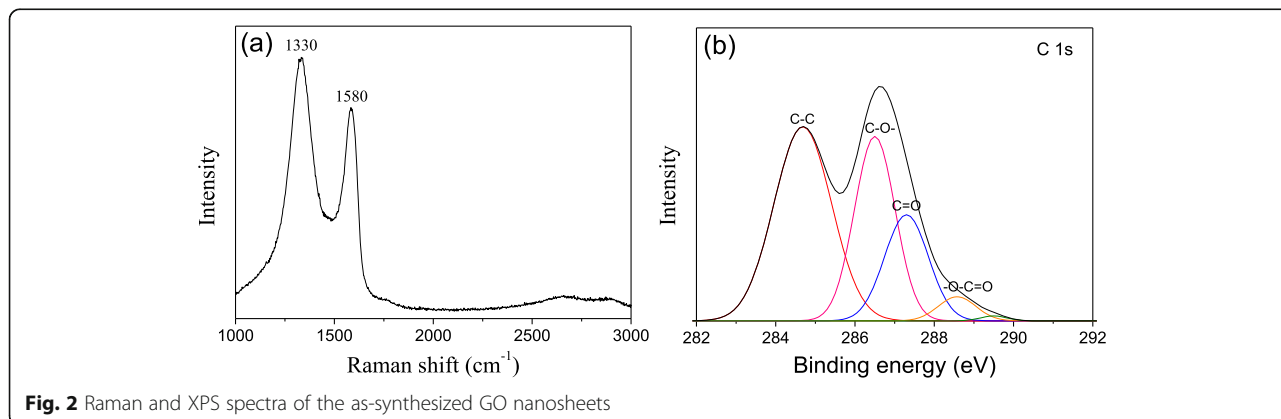 (a)
1330
1580
Intensity
1000 1500 2000 2500 3000
Raman shift (cm⁻¹)
(b)
C 1s
C-C
C-O-
C=O
-O-C=O
Intensity
282 284 286 288 290 292
Binding energy (eV)
Fig. 2 Raman and XPS spectra of the as-synthesized GO nanosheets